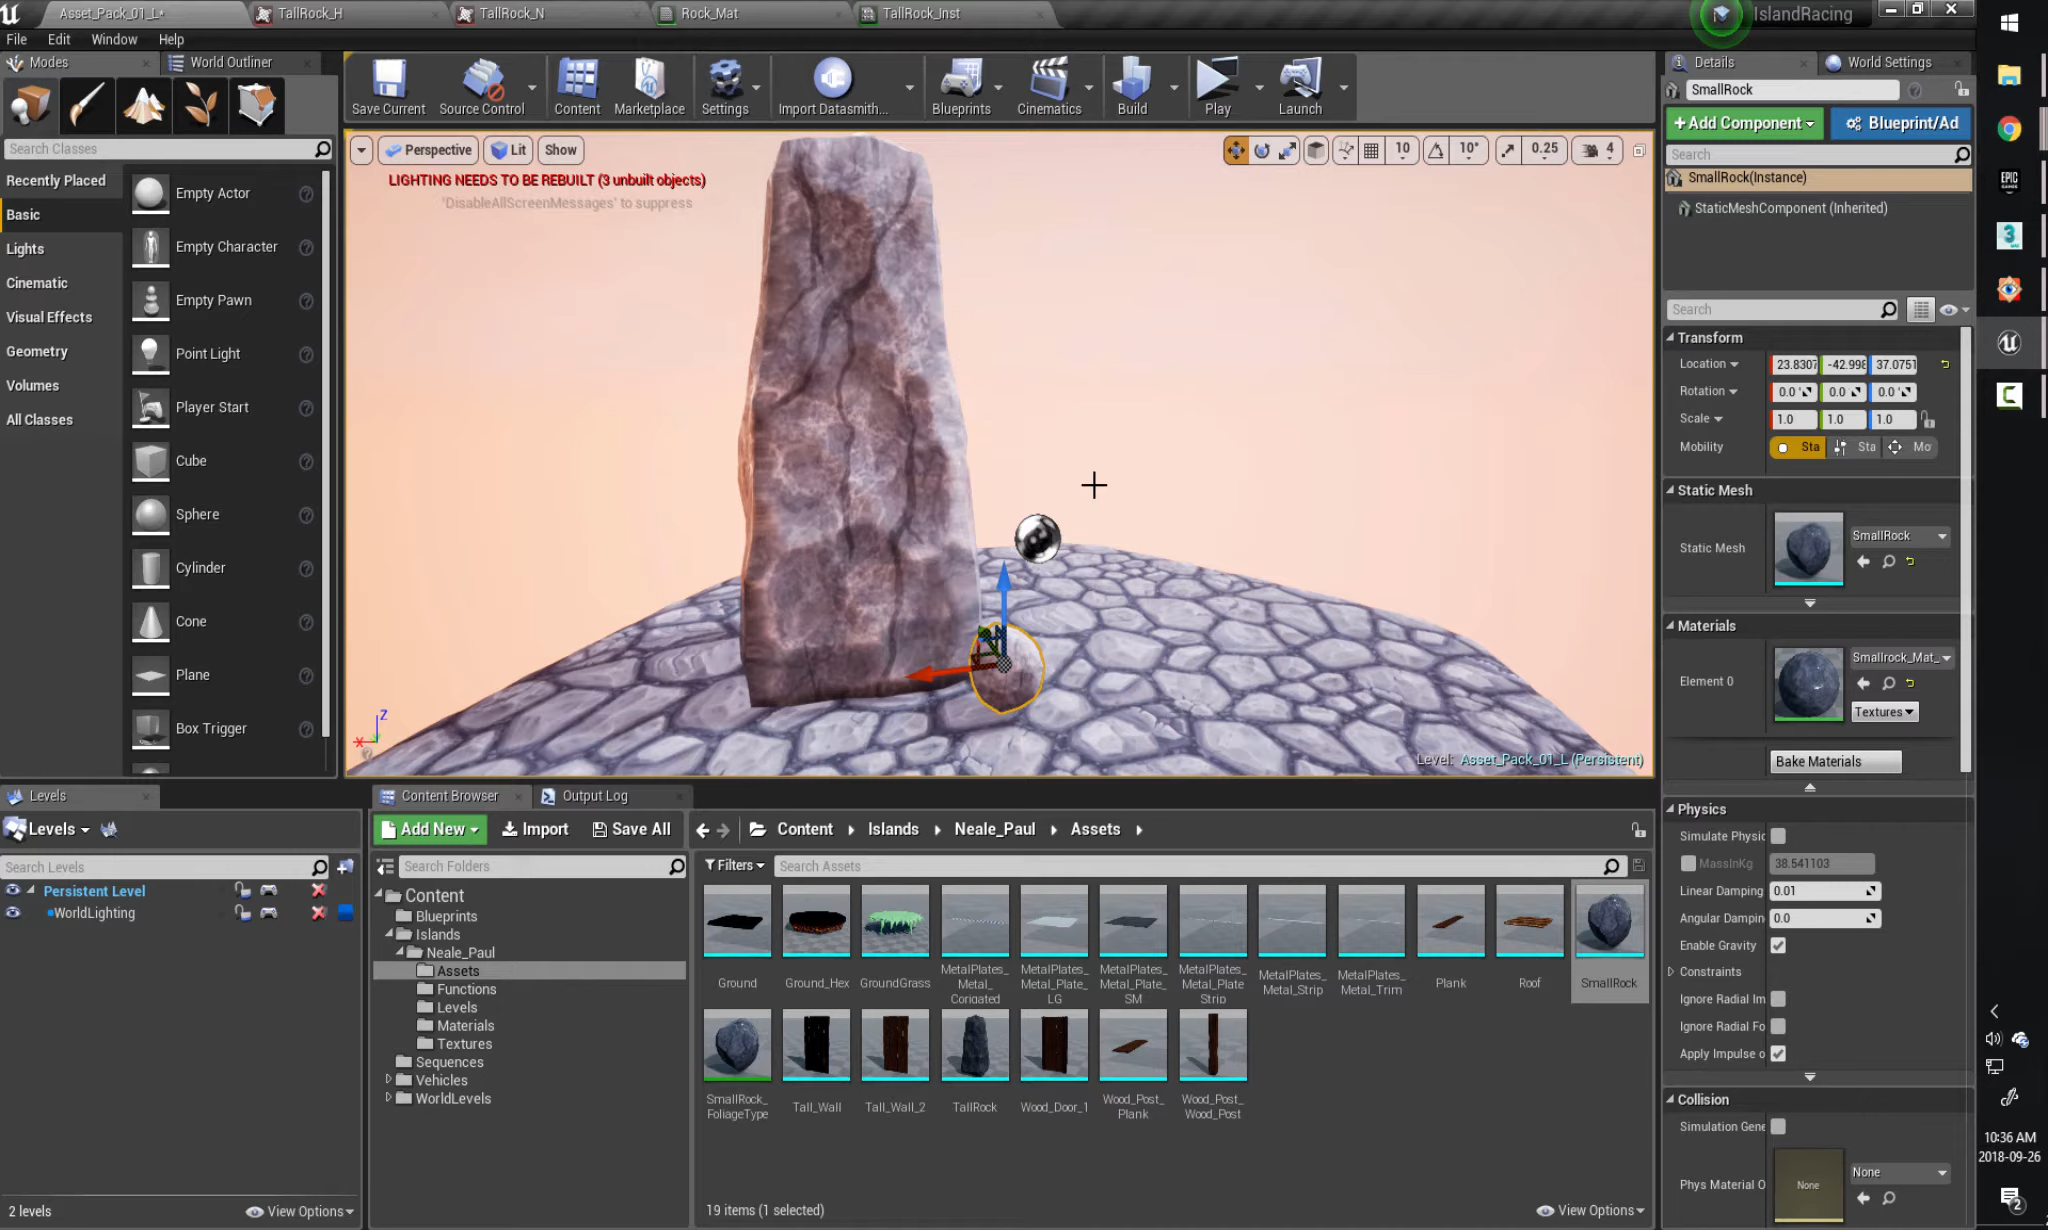 Asset_Pack_01_L*
TallRock_H
TallRock_N
Rock_Mat
TallRock_Inst
IslandRacing
File
Edit
Window
Help
Modes
World Outliner
Search Classes
Recently Placed
Basic
Lights
Cinematic
Visual Effects
Geometry
Volumes
All Classes
Empty Actor
Empty Character
Empty Pawn
Point Light
Player Start
Cube
Sphere
Cylinder
Cone
Plane
Box Trigger
Save Current
Source Control
Content
Marketplace
Settings
Import Datasmith...
Blueprints
Cinematics
Build
Play
Launch
Perspective
Lit
Show
10
10°
0.25
4
LIGHTING NEEDS TO BE REBUILT (3 unbuilt objects)
'DisableAllScreenMessages' to suppress
Z
Level: Asset_Pack_01_L (Persistent)
Details
World Settings
SmallRock
+Add Component
Blueprint/Ad
Search
SmallRock(Instance)
StaticMeshComponent (Inherited)
Search
Transform
Location
23.8307
-42.998
37.0751
Rotation
0.0 °
0.0
0.0 °
Scale
1.0
1.0
1.0
Mobility
Sta
Sta
Mo
Static Mesh
Static Mesh
SmallRock
Materials
Element 0
Smallrock_Mat_
Textures
Bake Materials
Physics
Simulate Physic
MassInKg
38.541103
Linear Damping
0.01
Angular Dampin
0.0
Enable Gravity
Constraints
Ignore Radial Im
Ignore Radial Fo
Apply Impulse o
Collision
Simulation Gene
Phys Material O
None
None
Levels
Levels
Search Levels
Persistent Level
WorldLighting
2 levels
View Options
Content Browser
Output Log
Add New
Import
Save All
Content
Islands
Neale_Paul
Assets
Search Folders
Content
Blueprints
Islands
Neale_Paul
Assets
Functions
Levels
Materials
Textures
Sequences
Vehicles
WorldLevels
Filters
Search Assets
Ground
Ground_Hex
GroundGrass
MetalPlates_
Metal_
Corigated
MetalPlates_
Metal_Plate_
LG
MetalPlates_
Metal_Plate_
SM
MetalPlates_
Metal_Plate
Strip
MetalPlates_
Metal_Strip
MetalPlates_
Metal_Trim
Plank
Roof
SmallRock
SmallRock_
FoliageType
Tall_Wall
Tall_Wall_2
TallRock
Wood_Door_1
Wood_Post_
Plank
Wood_Post_
Wood_Post
19 items (1 selected)
View Options
EPIC
GAMES
3
10:36 AM
2018-09-26
2